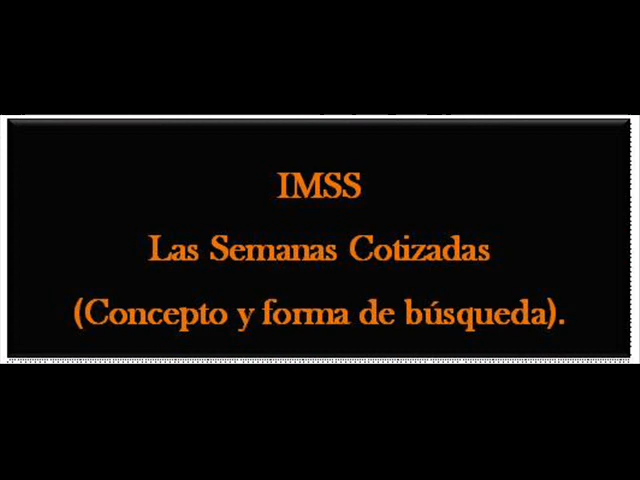 IMSS
Las Semanas Cotizadas
(Concepto y forma de búsqueda).